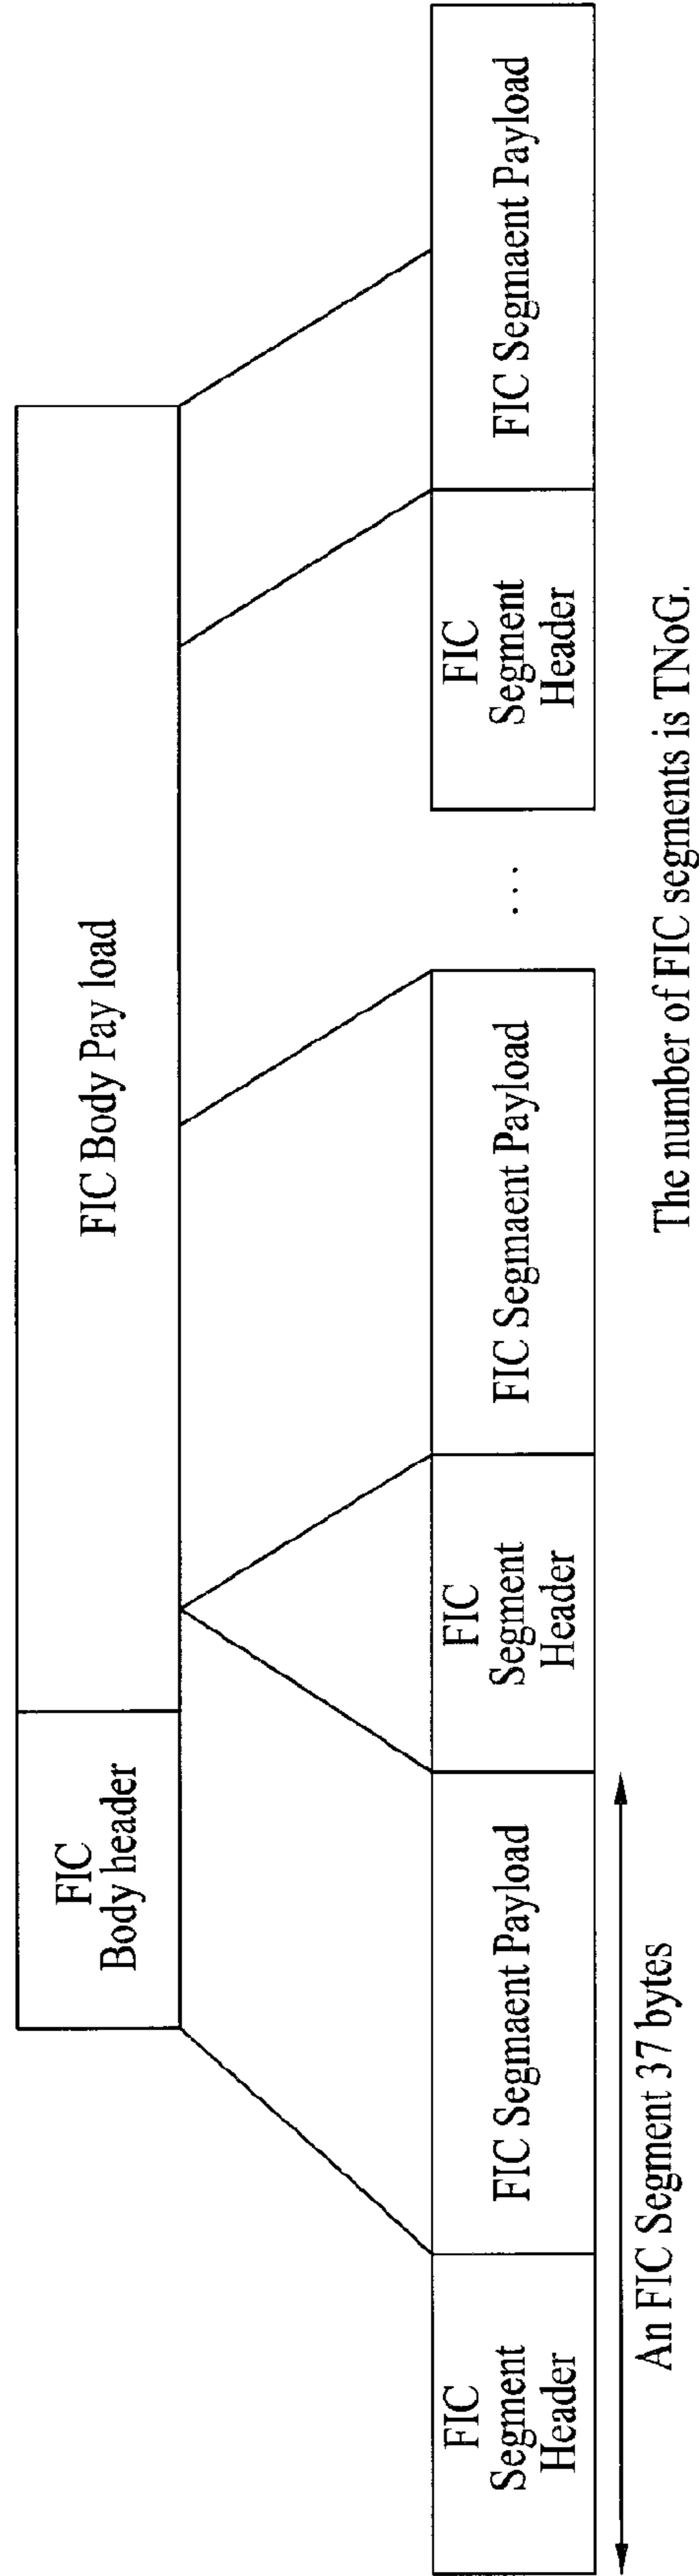 FIC
Body header
FIC Body Pay load
FIC
Segment
Header
FIC Segmaent Payload
FIC
Segment
Header
FIC Segmaent Payload
...
FIC
Segment
Header
FIC Segmaent Payload
An FIC Segment 37 bytes
The number of FIC segments is TNoG.